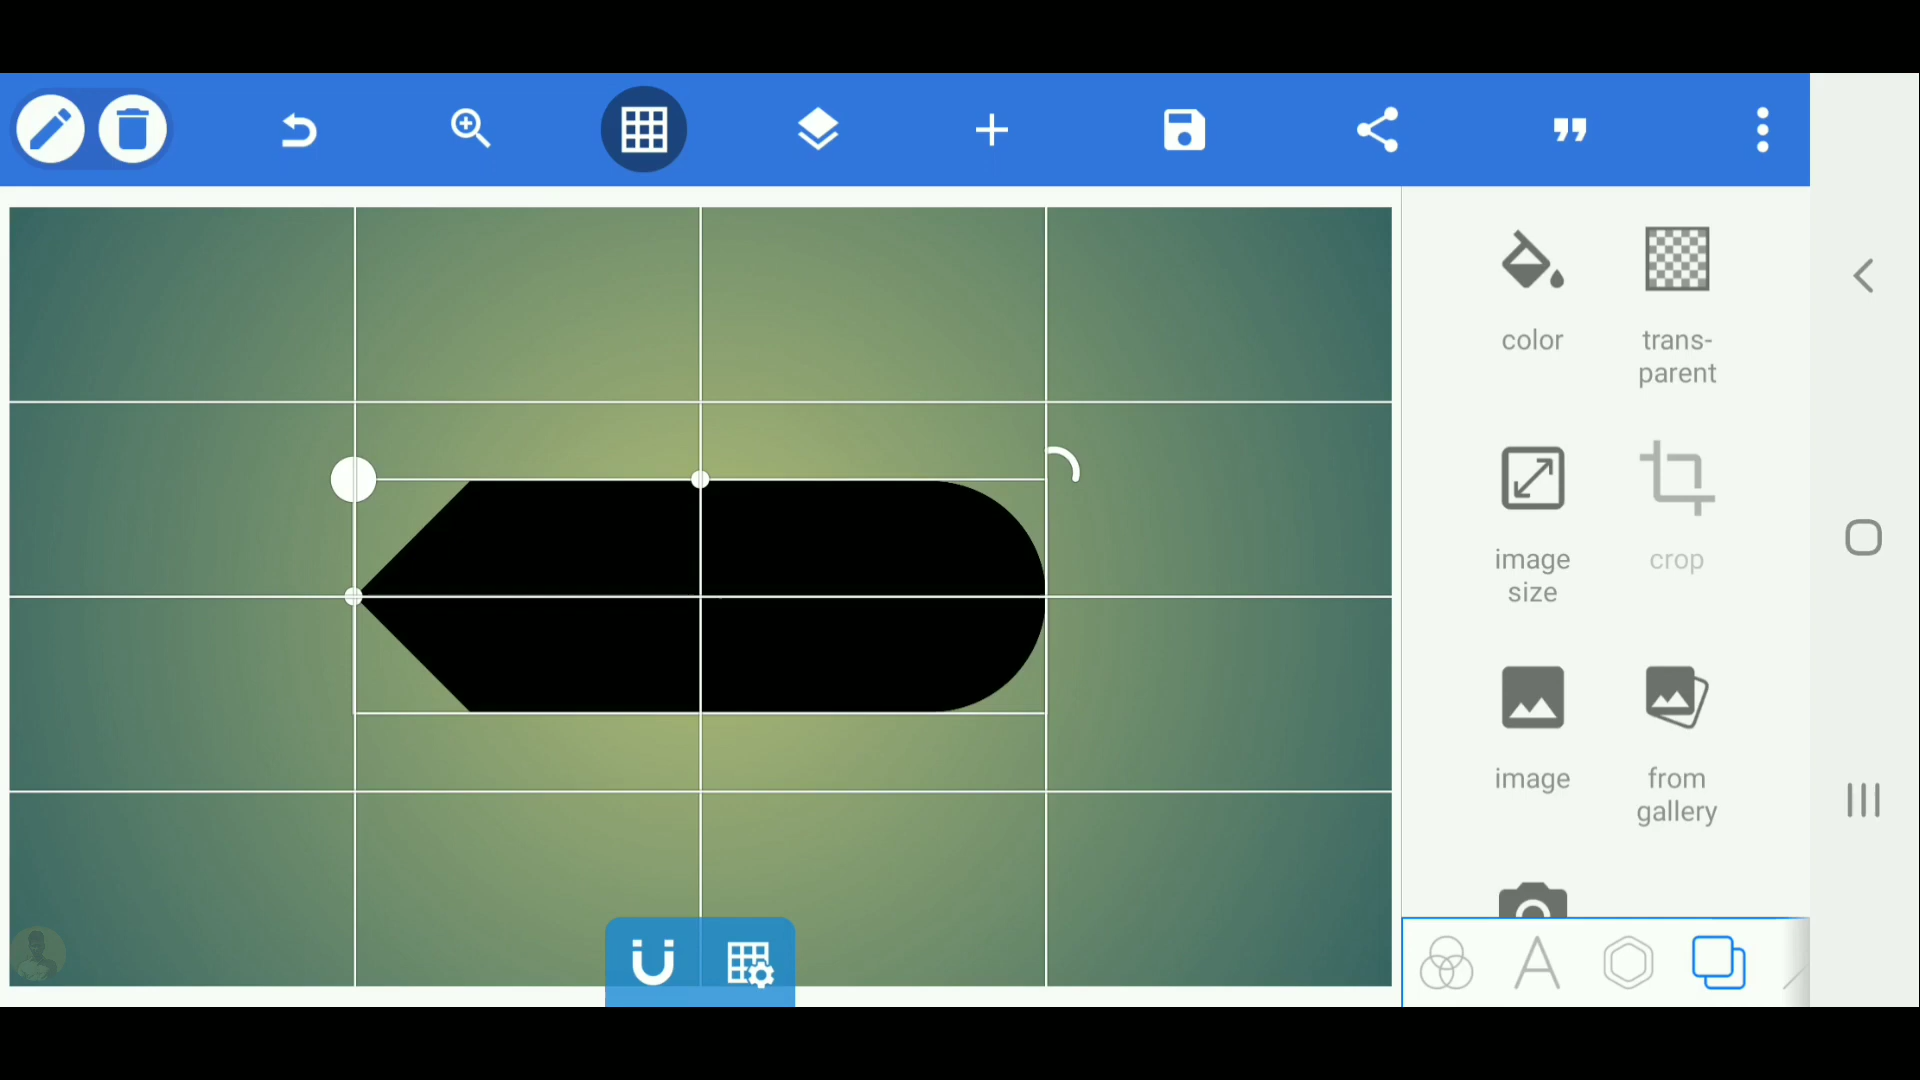 color
trans-
parent
image
size
crop
image
from
gallery